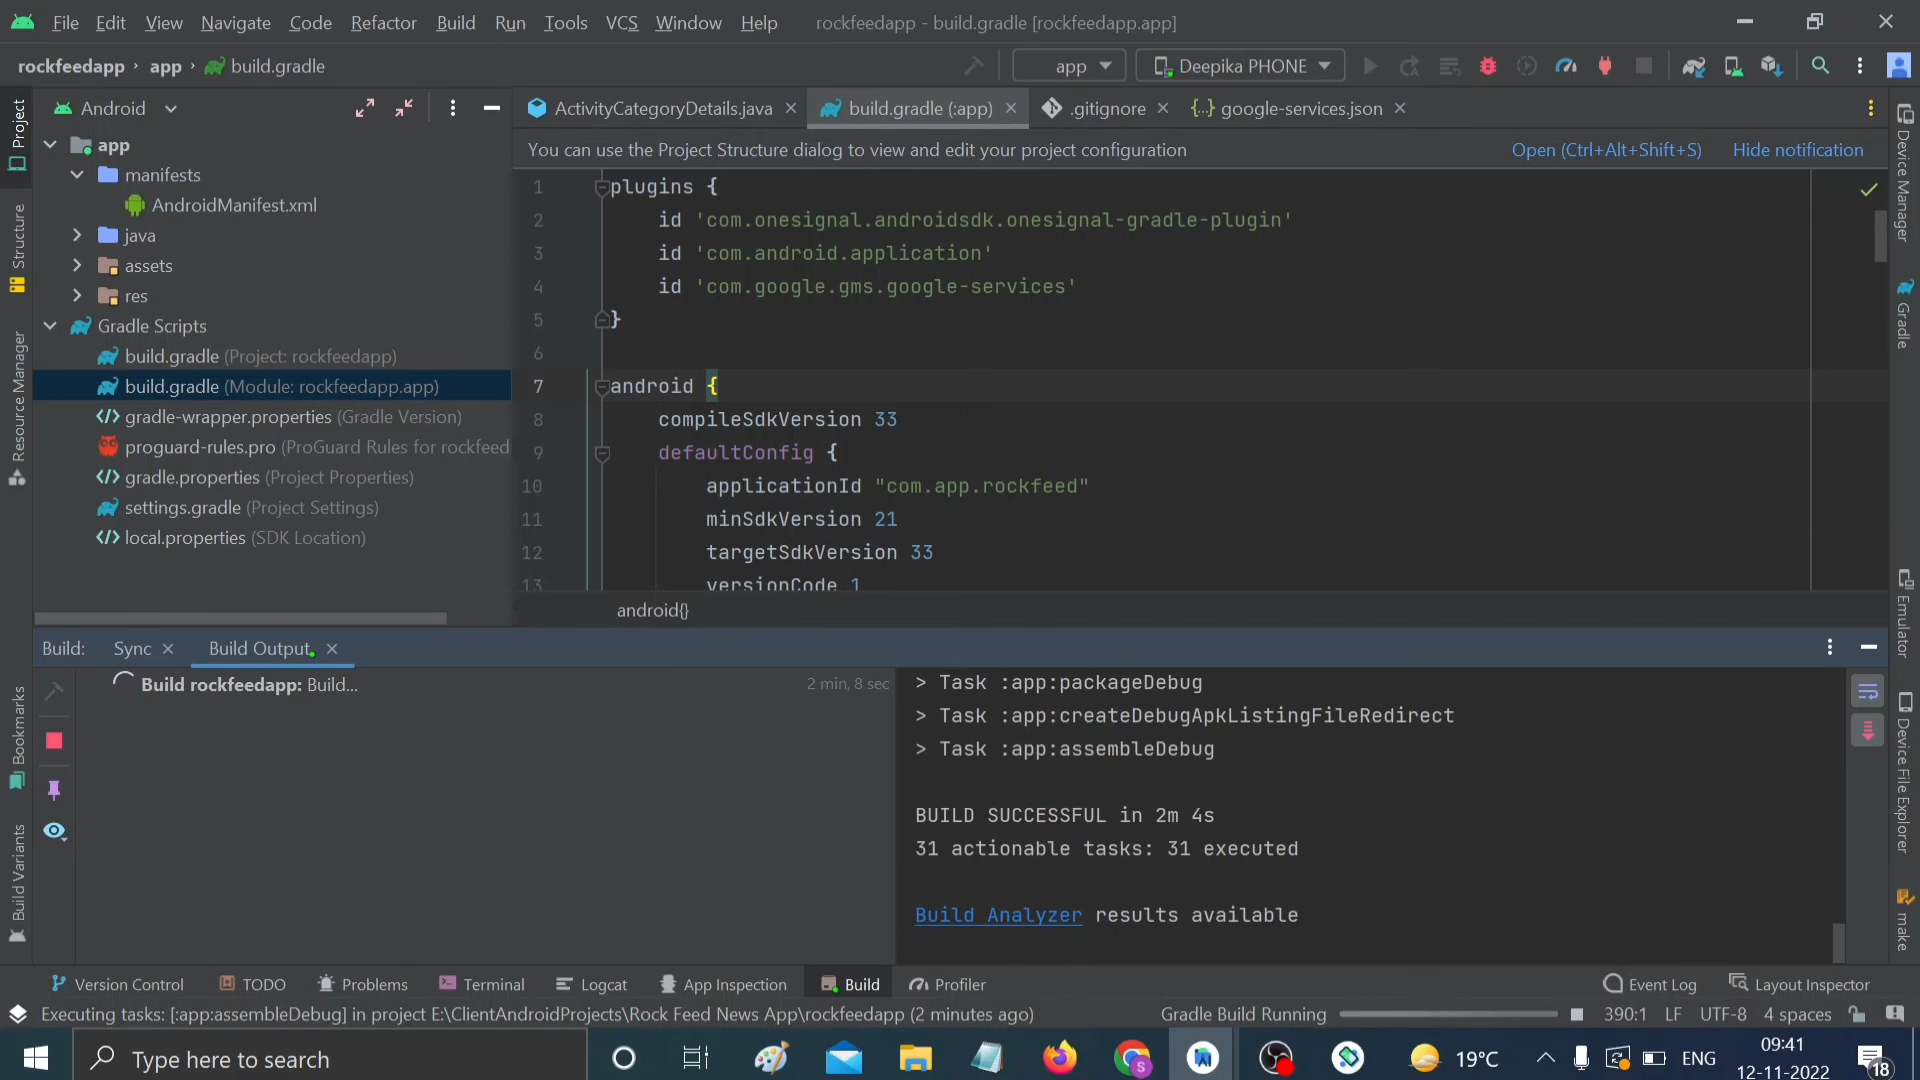 File Edit View Navigate Code Refactor Build Run Tools VCS Window Help rockfeedapp - build.gradle [rockfeedapp.app]
rockfeedapp app build.gradle app Deepika PHONE
Android
ActivityCategoryDetails.java build.gradle (:app) .gitignore google-services.json
You can use the Project Structure dialog to view and edit your project configuration Open (Ctrl+Alt+Shift+S) Hide notification
app
manifests
AndroidManifest.xml
java
assets
res
Gradle Scripts
build.gradle (Project: rockfeedapp)
build.gradle (Module: rockfeedapp.app)
gradle-wrapper.properties (Gradle Version)
proguard-rules.pro (ProGuard Rules for rockfeed
gradle.properties (Project Properties)
settings.gradle (Project Settings)
local.properties (SDK Location)
1 plugins {
2 id 'com.onesignal.androidsdk.onesignal-gradle-plugin'
3 id 'com.android.application'
4 id 'com.google.gms.google-services'
5 }
6
7 android {
8 compileSdkVersion 33
9 defaultConfig {
10 applicationId "com.app.rockfeed"
11 minSdkVersion 21
12 targetSdkVersion 33
13 versionCode 1
android{}
Project
Structure
Resource Manager
Bookmarks
Build Variants
Device Manager
Gradle
Emulator
Device File Explorer
make
Build: Sync Build Output
Build rockfeedapp: Build... 2 min, 8 sec
> Task :app:packageDebug
> Task :app:createDebugApkListingFileRedirect
> Task :app:assembleDebug
BUILD SUCCESSFUL in 2m 4s
31 actionable tasks: 31 executed
Build Analyzer results available
Version Control TODO Problems Terminal Logcat App Inspection Build Profiler Event Log Layout Inspector
Executing tasks: [:app:assembleDebug] in project E:\ClientAndroidProjects\Rock Feed News App\rockfeedapp (2 minutes ago) Gradle Build Running 390:1 LF UTF-8 4 spaces
Type here to search 19°C ENG 09:41
12-11-2022 18